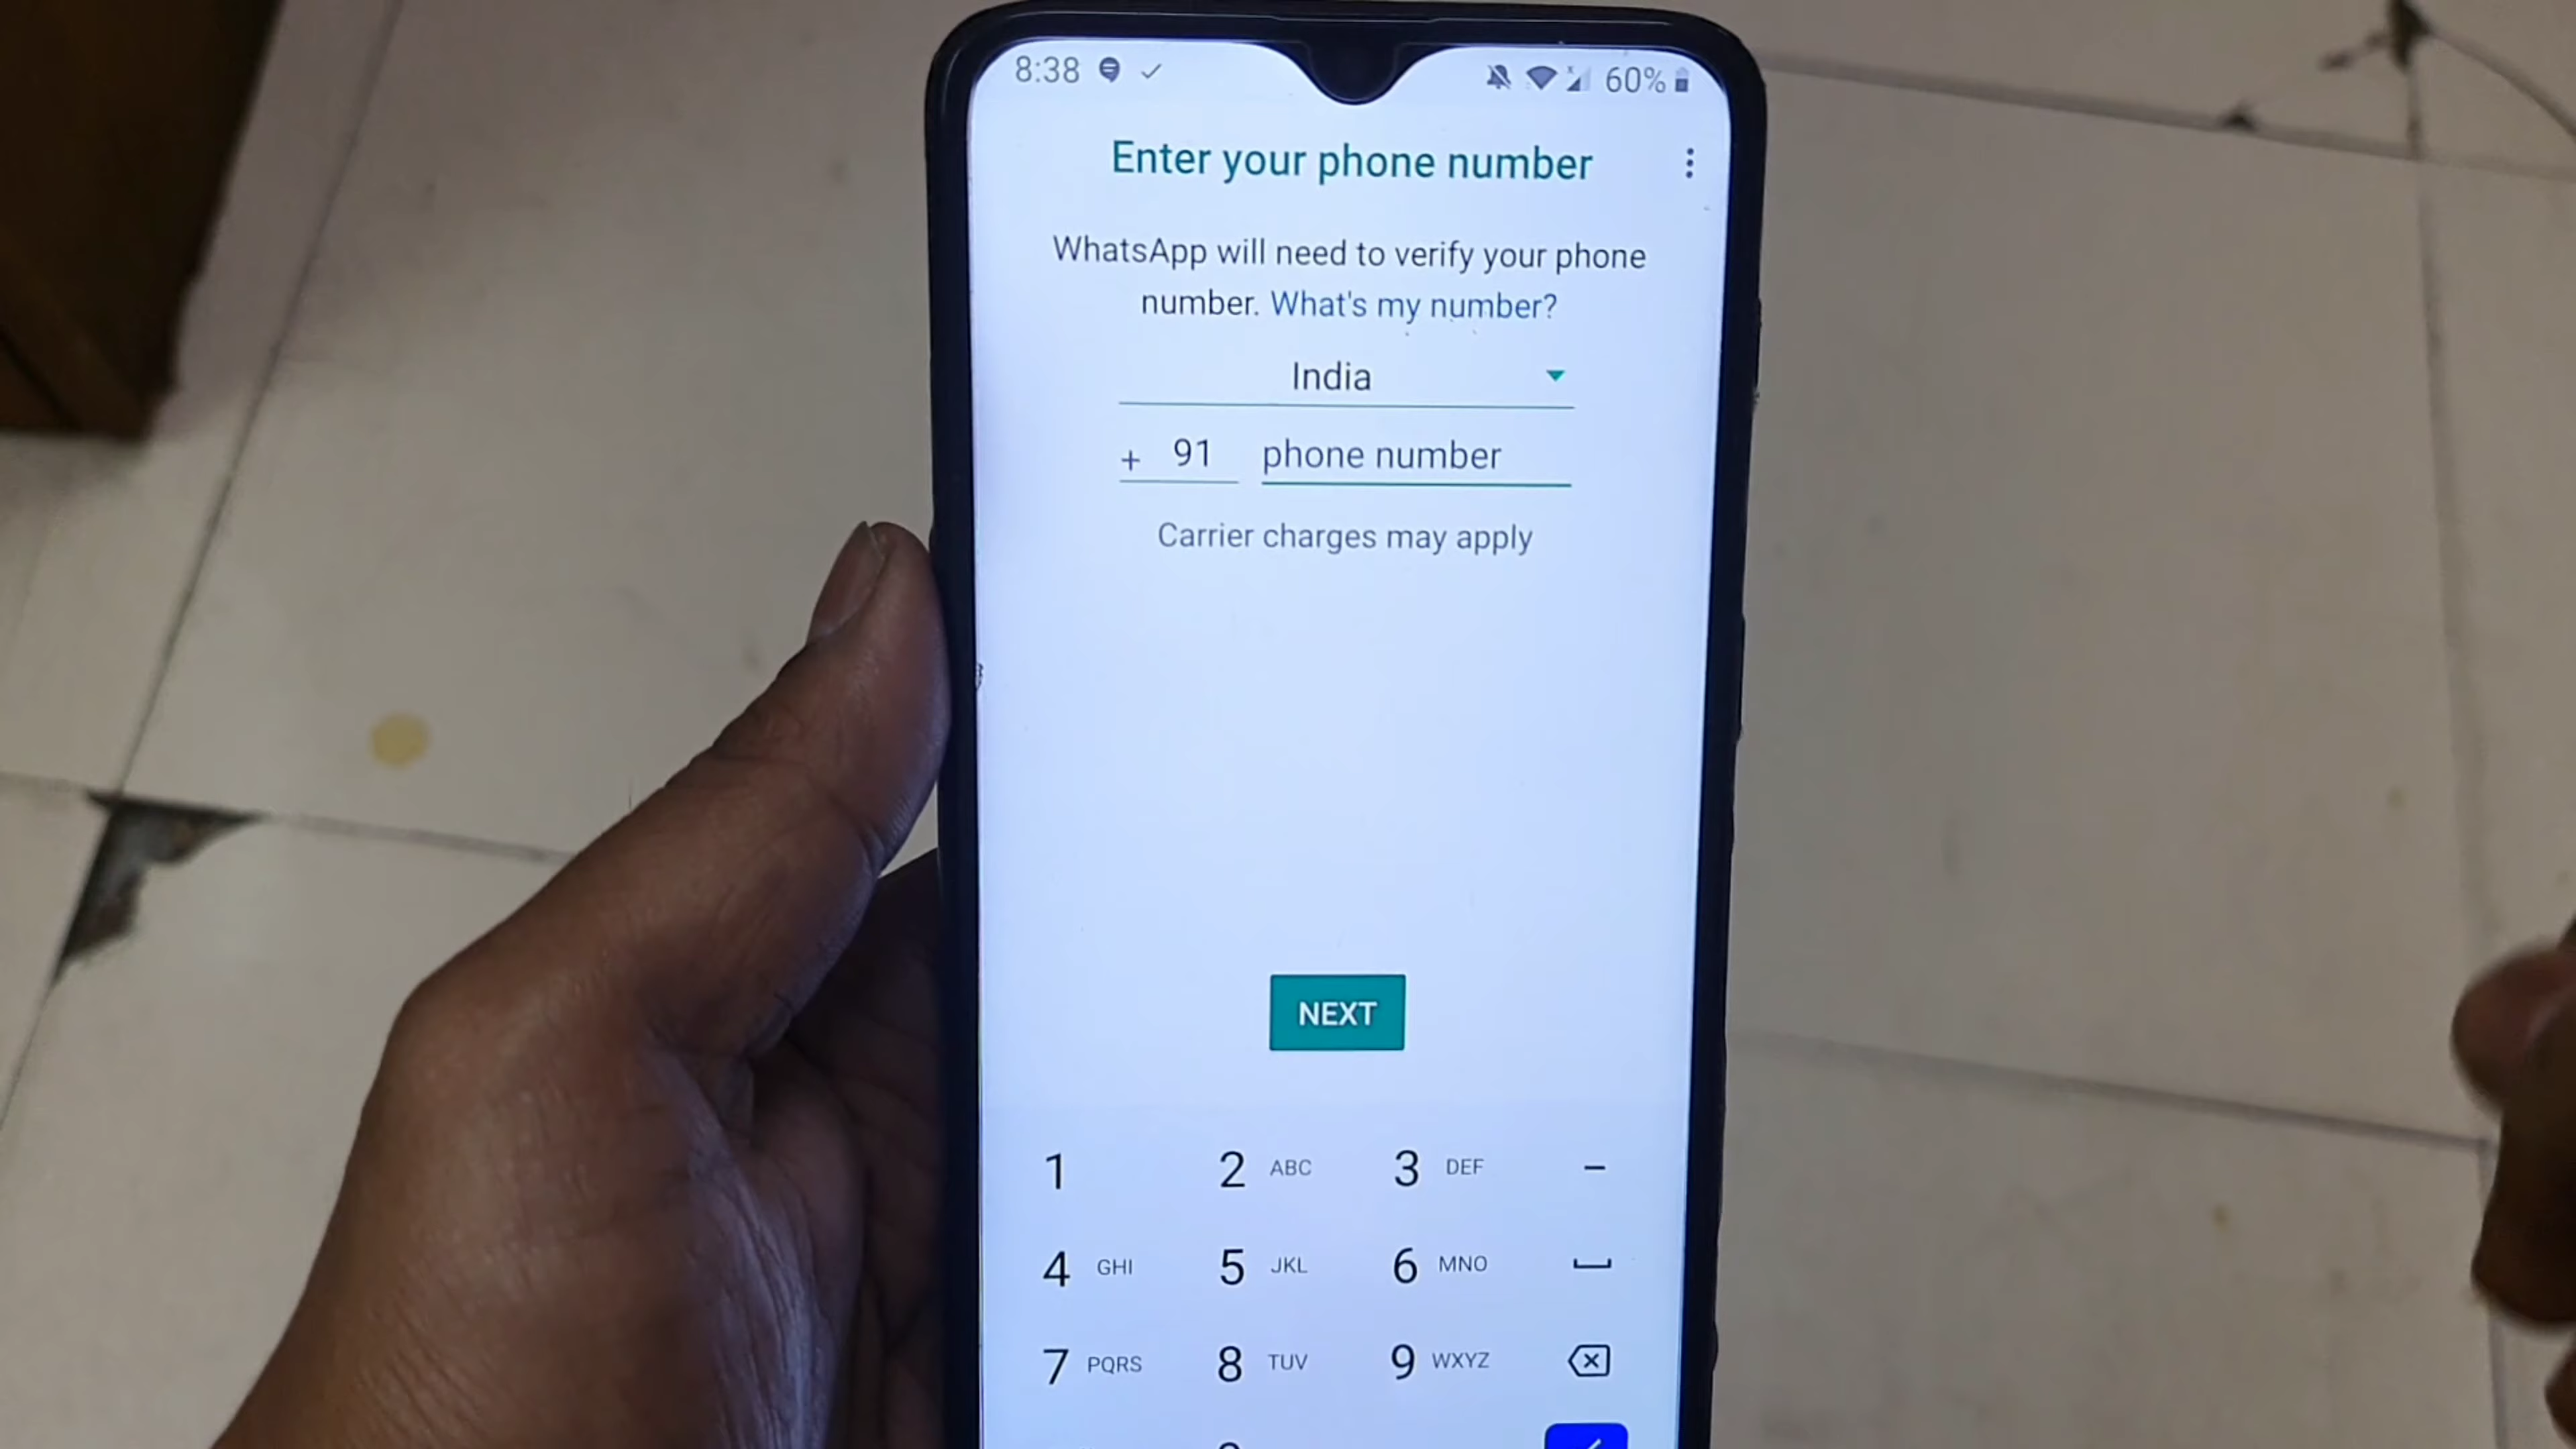 8:38 60%
Enter your phone number
WhatsApp will need to verify your phone
number. What's my number?
India
+ 91 phone number
Carrier charges may apply
NEXT
1 2 ABC 3 DEF –
4 GHI 5 JKL 6 MNO
7 PQRS 8 TUV 9 WXYZ